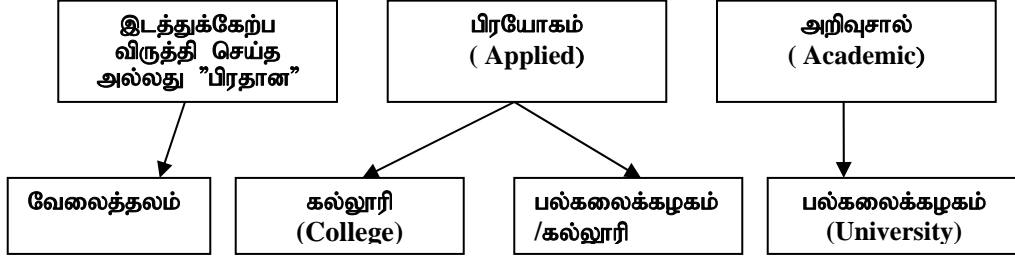 இடத்துக்கேற்ப
விருத்தி செய்த
அல்லது ”பிரதான”
பிரயோகம்
( Applied)
அறிவுசால்
( Academic)
வேலைத்தலம்
கல்லூரி
(College)
பல்கலைக்கழகம்
/கல்லூரி
பல்கலைக்கழகம்
(University)